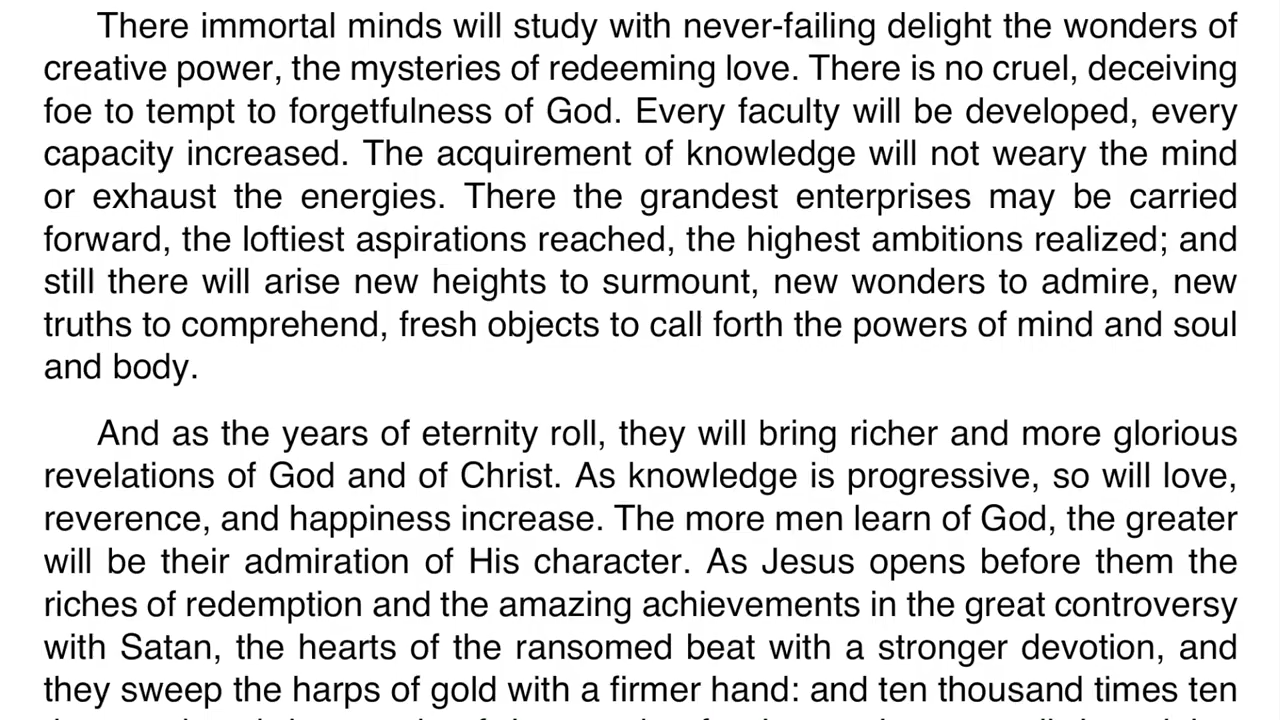 There immortal minds will study with never-failing delight the wonders of
creative power, the mysteries of redeeming love. There is no cruel, deceiving
foe to tempt to forgetfulness of God. Every faculty will be developed, every
capacity increased. The acquirement of knowledge will not weary the mind
or exhaust the energies. There the grandest enterprises may be carried
forward, the loftiest aspirations reached, the highest ambitions realized; and
still there will arise new heights to surmount, new wonders to admire, new
truths to comprehend, fresh objects to call forth the powers of mind and soul
and body.
And as the years of eternity roll, they will bring richer and more glorious
revelations of God and of Christ. As knowledge is progressive, so will love,
reverence, and happiness increase. The more men learn of God, the greater
will be their admiration of His character. As Jesus opens before them the
riches of redemption and the amazing achievements in the great controversy
with Satan, the hearts of the ransomed beat with a stronger devotion, and
they sweep the harps of gold with a firmer hand: and ten thousand times ten